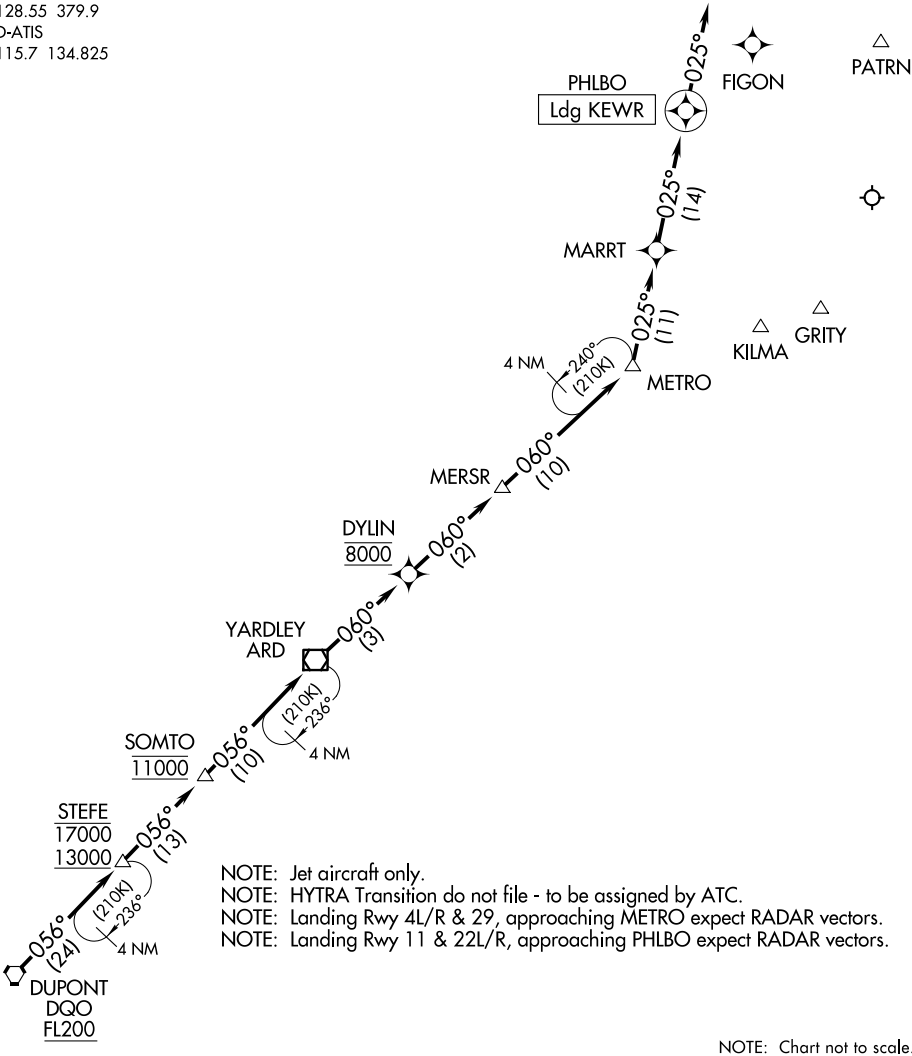 128.55 379.9
D-ATIS
115.7 134.825
025°
FIGON
PATRN
PHLBO
Ldg KEWR
025°
(14)
MARRT
025°
(11)
KILMA
GRITY
4 NM
240°
(210K)
METRO
060°
(10)
MERSR
DYLIN
8000
060°
(2)
YARDLEY
ARD
060°
(3)
(210K)
236°
4 NM
SOMTO
11000
056°
(10)
STEFE
17000
13000
056°
(13)
(210K)
236°
4 NM
056°
(24)
DUPONT
DQO
FL200
NOTE: Jet aircraft only.
NOTE: HYTRA Transition do not file - to be assigned by ATC.
NOTE: Landing Rwy 4L/R & 29, approaching METRO expect RADAR vectors.
NOTE: Landing Rwy 11 & 22L/R, approaching PHLBO expect RADAR vectors.
NOTE: Chart not to scale.